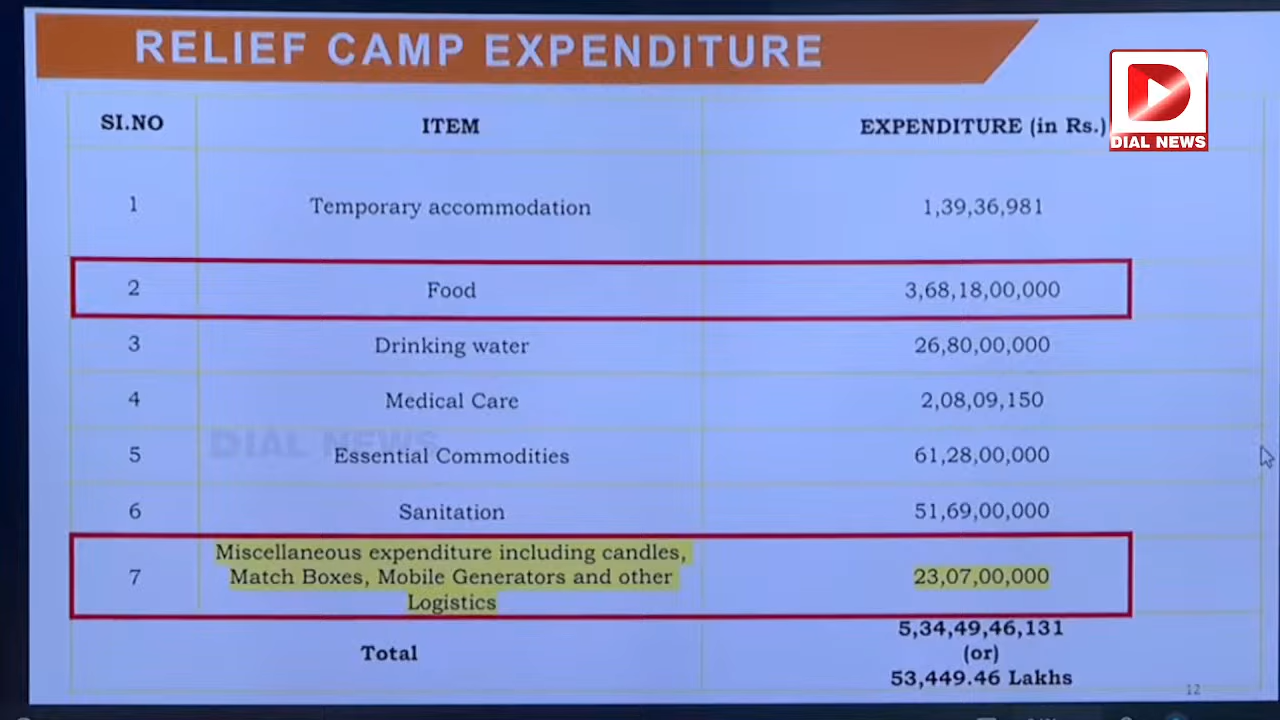 RELIEF CAMP EXPENDITURE
DIAL NEWS
SI.NO ITEM EXPENDITURE (in Rs.)
1 Temporary accommodation 1,39,36,981
2 Food 3,68,18,00,000
3 Drinking water 26,80,00,000
4 Medical Care 2,08,09,150
DIAL NEWS
5 Essential Commodities 61,28,00,000
6 Sanitation 51,69,00,000
Miscellaneous expenditure including candles,
7 Match Boxes, Mobile Generators and other 23,07,00,000
Logistics
5,34,49,46,131
Total (or)
53,449.46 Lakhs
12